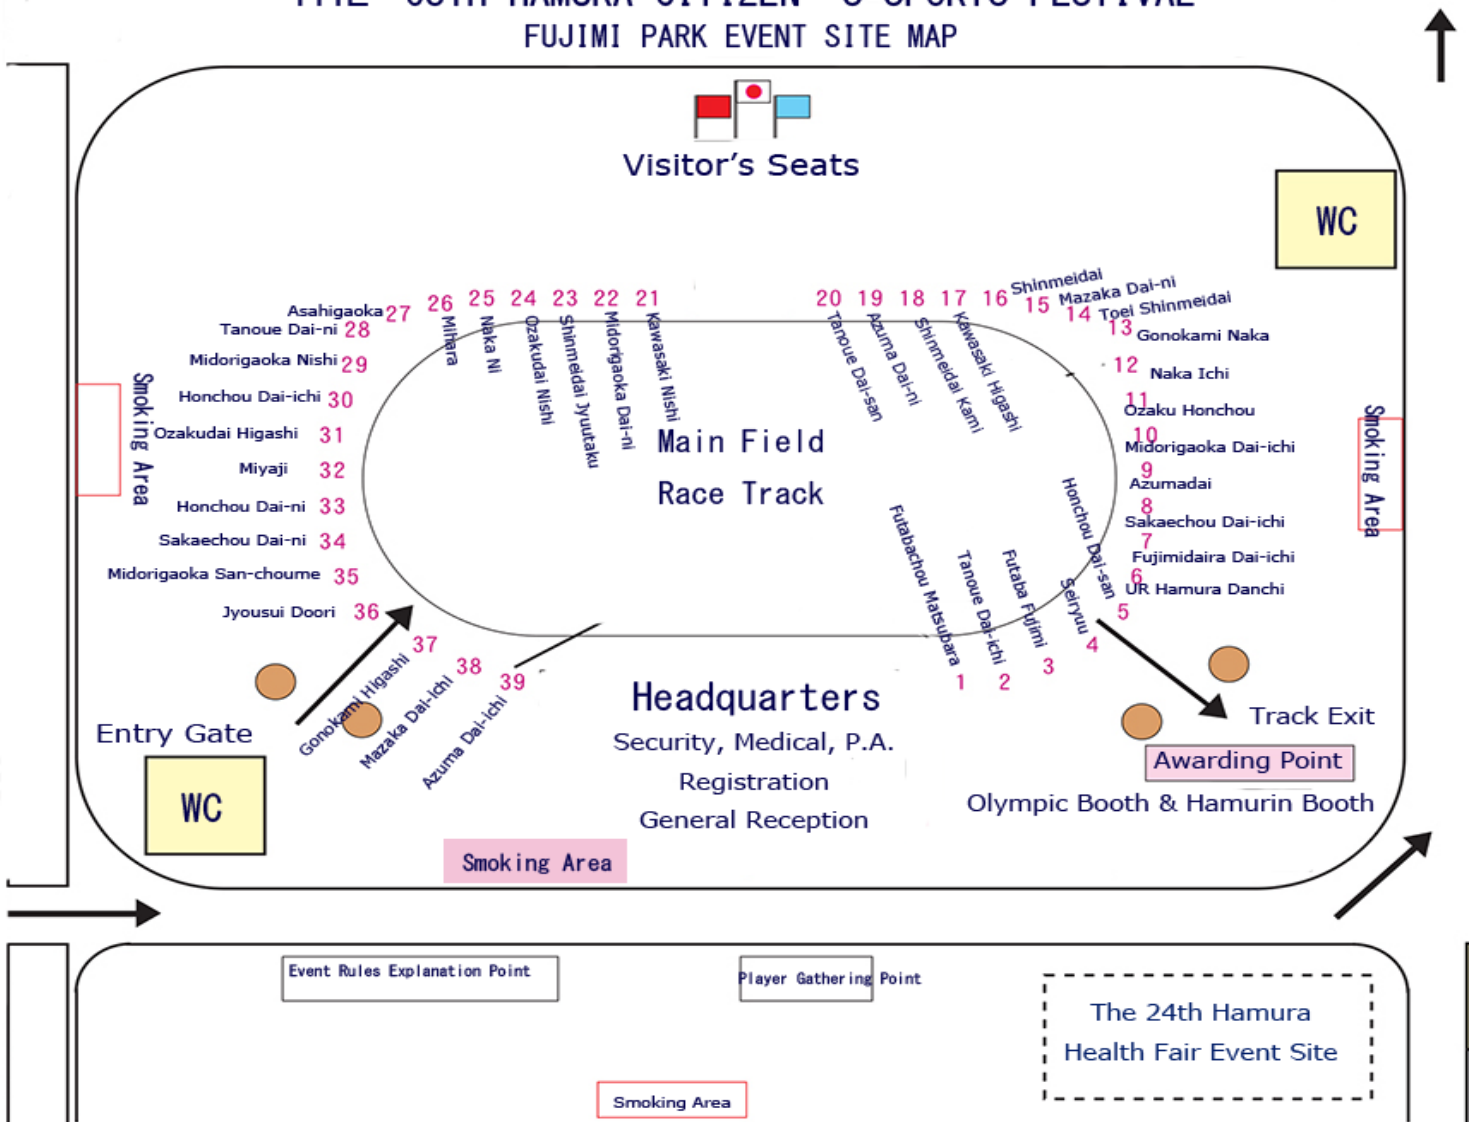 FUJIMI PARK EVENT SITE MAP
Visitor's Seats
WC
20 19 18 17 16 Shinmeidai
15 Mazaka Dai-ni
14 Toei Shinmeidai
13 Gonokami Naka
12 Naka Ichi
11 Ozaku Honchou
10 Midorigaoka Dai-ichi
9 Azumadai
8 Sakaechou Dai-ichi
7 Fujimidaira Dai-ichi
6 UR Hamura Danchi
Tanoue Dai-san
Azuma Dai-ni
Shinmeidai Kami
Kawasaki Higashi
26 25 24 23 22 21
Mihara
Naka Ni
Ozakudai Nishi
Shinmeidai Jyuutaku
Midorigaoka Dai-ni
Kawasaki Nishi
Asahigaoka 27
Tanoue Dai-ni 28
Midorigaoka Nishi 29
Honchou Dai-ichi 30
Ozakudai Higashi 31
Miyaji 32
Honchou Dai-ni 33
Sakaechou Dai-ni 34
Midorigaoka San-choume 35
Jyousui Doori 36
37 Gonokami Higashi
38 Mazaka Dai-ichi
39 Azuma Dai-ichi
Smoking Area
Smoking Area
Main Field
Race Track
Futabachou Matsubara 1
Tanoue Dai-ichi 2
Futaba Fujimi 3
Seiryuu 4
Honchou Dai-san 5
Entry Gate
WC
Headquarters
Security, Medical, P.A.
Registration
General Reception
Track Exit
Awarding Point
Olympic Booth & Hamurin Booth
Smoking Area
Event Rules Explanation Point
Player Gathering Point
The 24th Hamura
Health Fair Event Site
Smoking Area